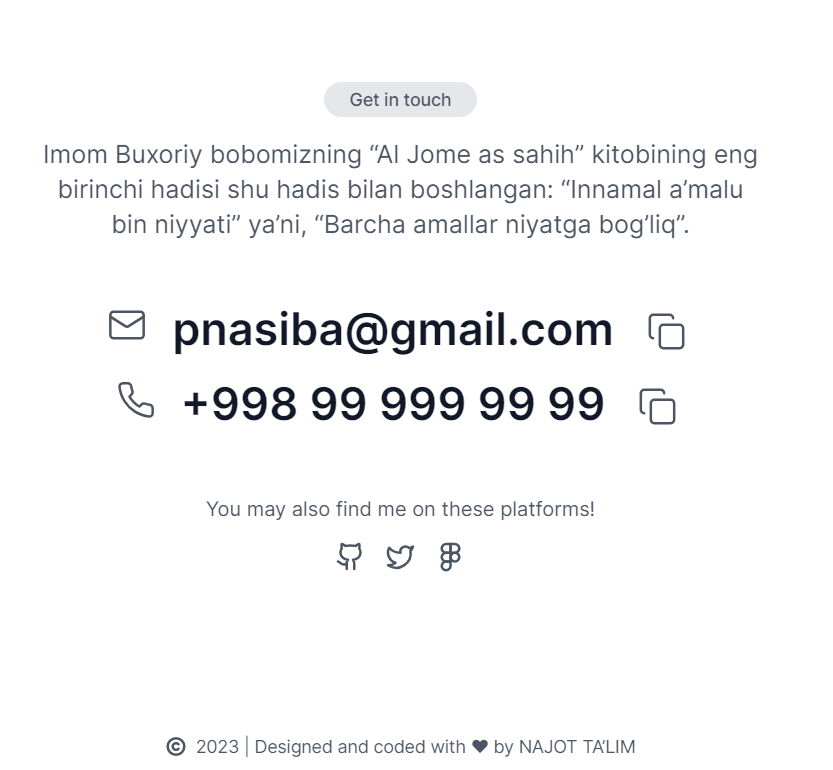 Get in touch
Imom Buxoriy bobomizning “Al Jome as sahih” kitobining eng
birinchi hadisi shu hadis bilan boshlangan: “Innamal a’malu
bin niyyati” ya’ni, “Barcha amallar niyatga bog’liq”.
pnasiba@gmail.com
+998 99 999 99 99
You may also find me on these platforms!
© 2023 | Designed and coded with ♥ by NAJOT TA’LIM